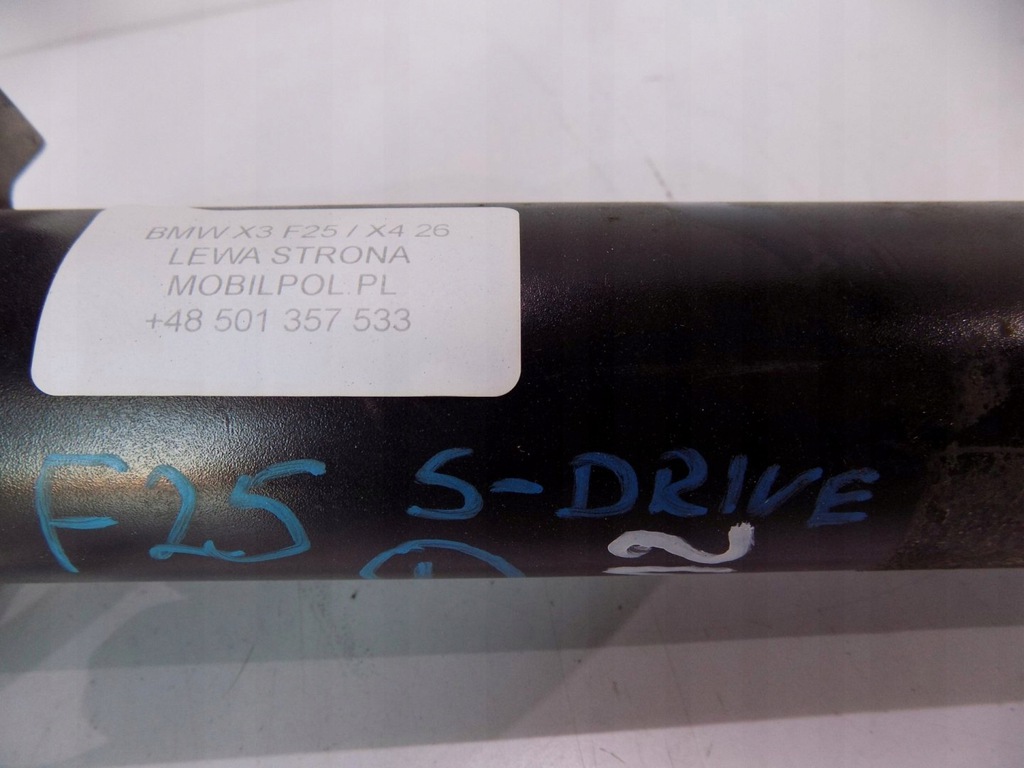 BMW X3 F25 / X4 26
LEWA STRONA
MOBILPOL.PL
+48 501 357 533
F25 S-DRIVE